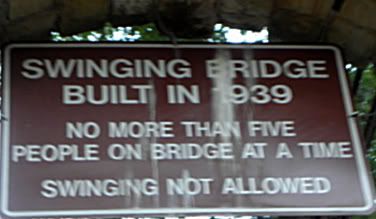 SWINGING BRIDGE
BUILT IN 1939
NO MORE THAN FIVE
PEOPLE ON BRIDGE AT A TIME
SWINGING NOT ALLOWED